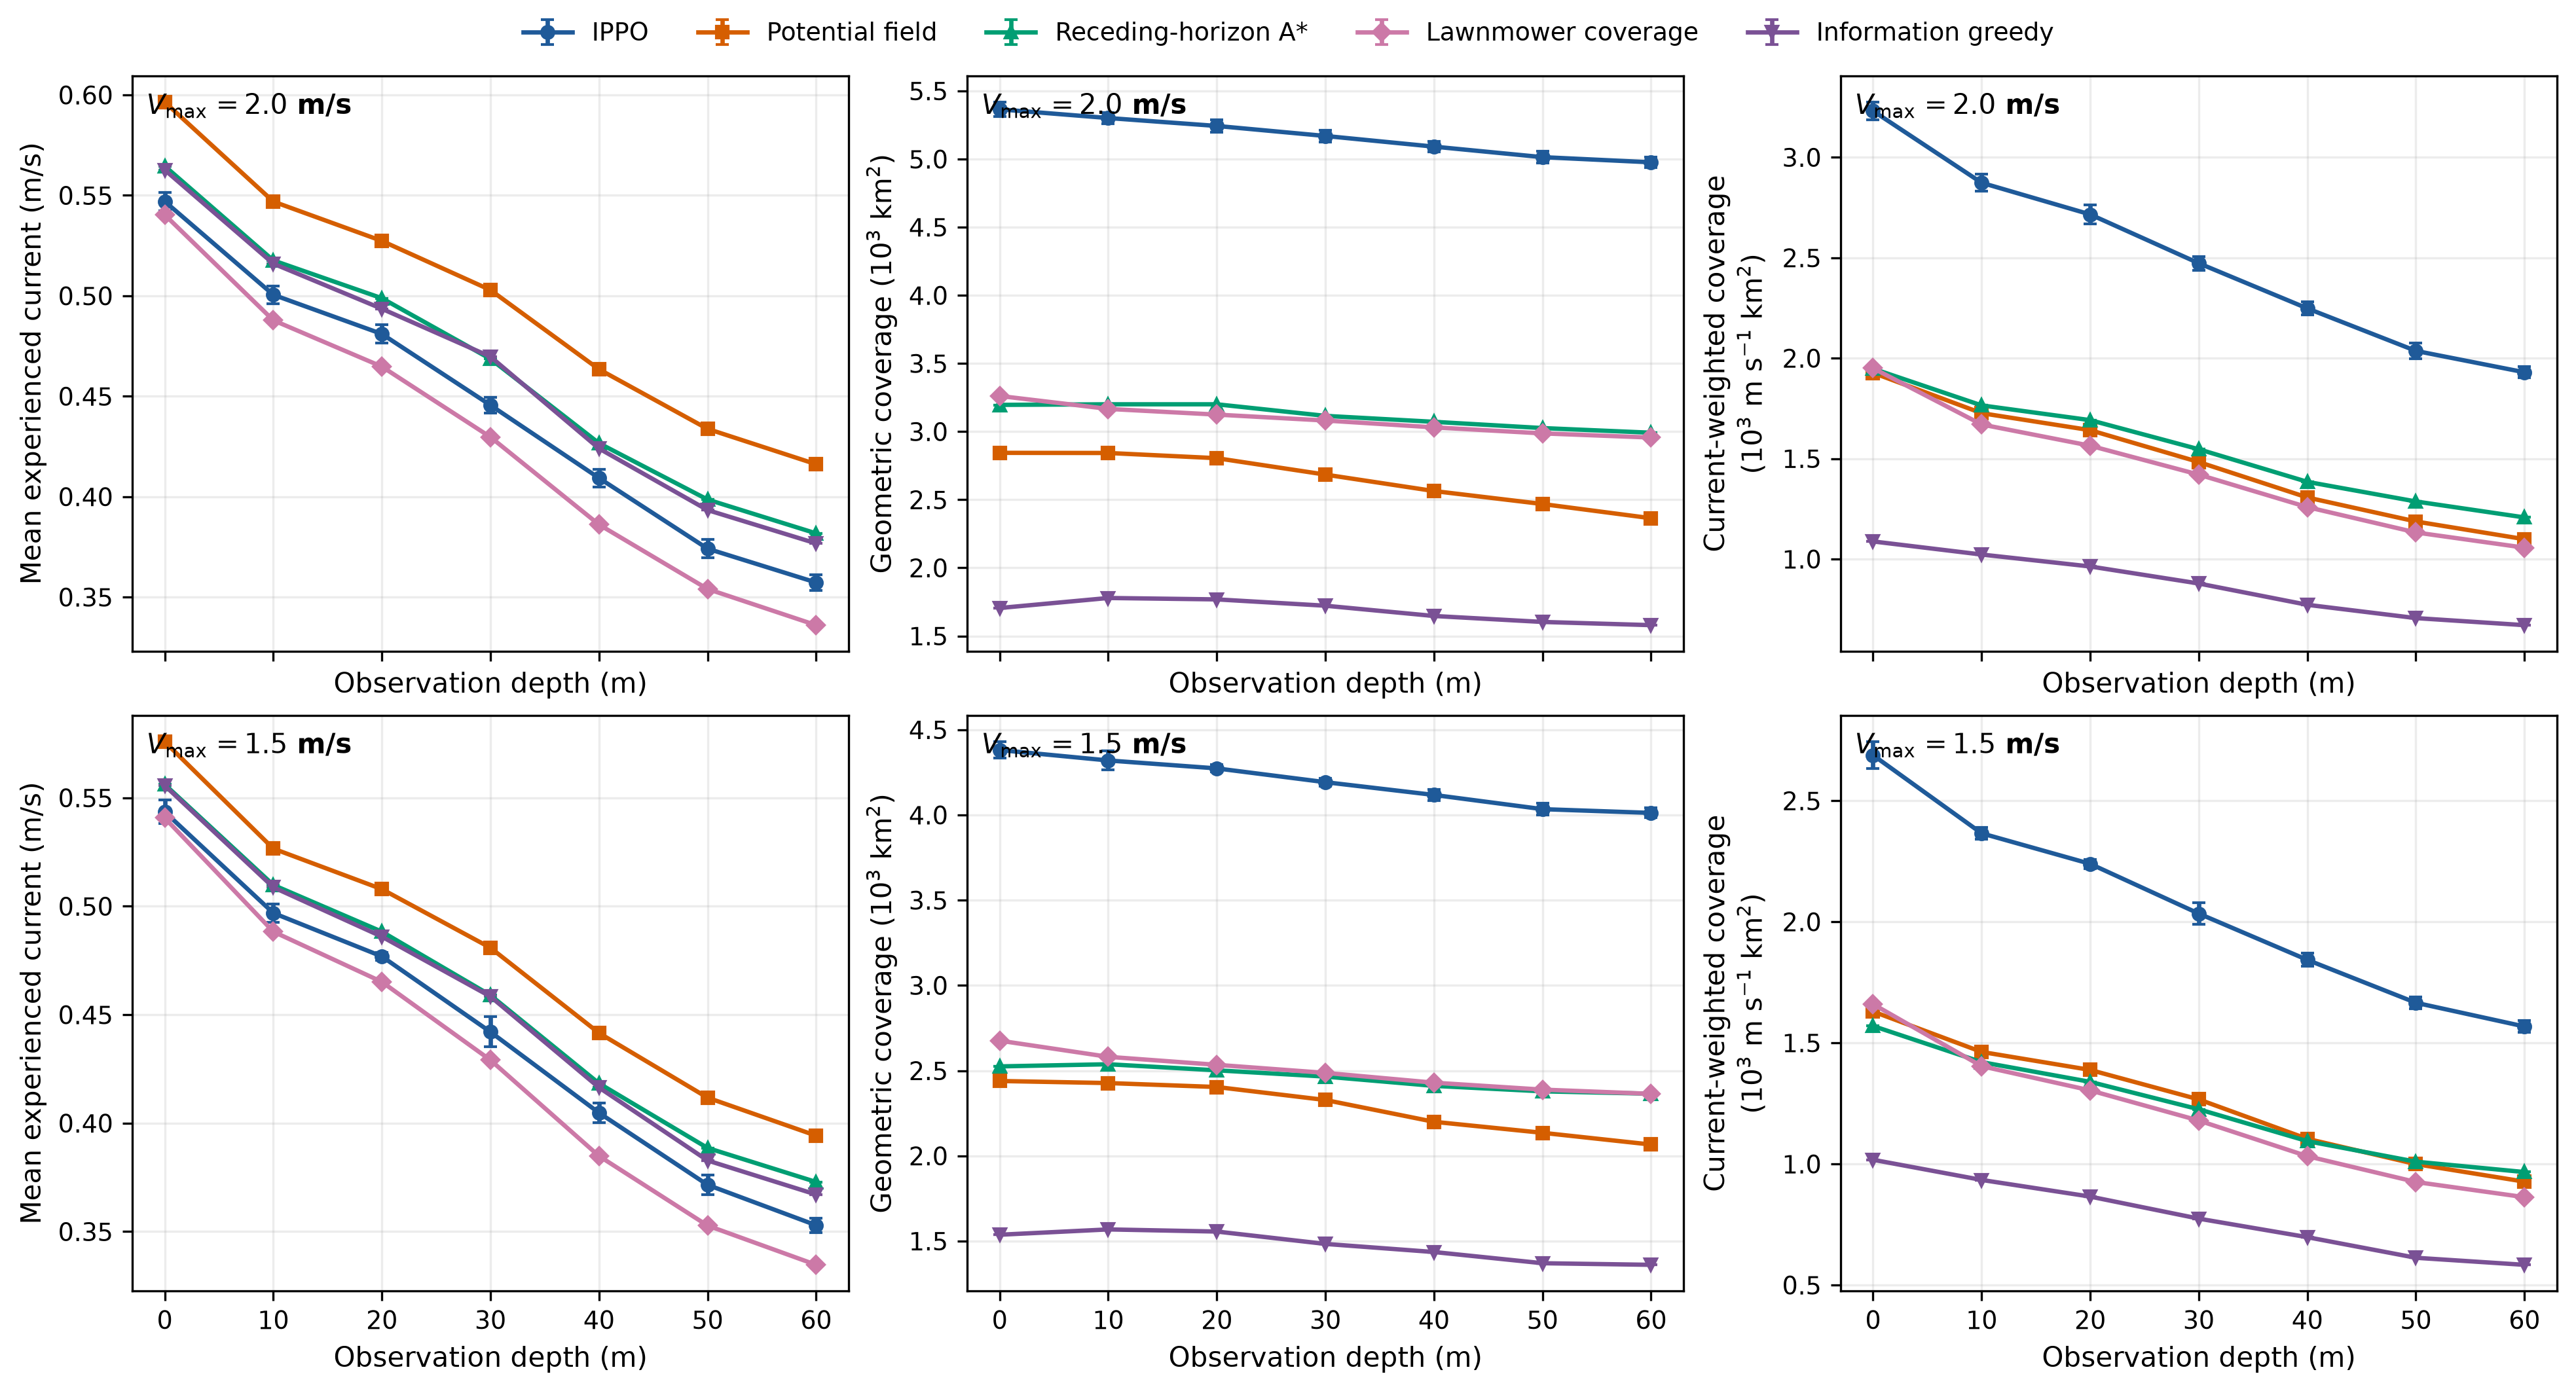 IPPO Potential field Receding-horizon A* Lawnmower coverage Information greedy
V_max = 2.0 m/s
Mean experienced current (m/s)
0.60
0.55
0.50
0.45
0.40
0.35
Observation depth (m)
V_max = 2.0 m/s
Geometric coverage (10³ km²)
5.5
5.0
4.5
4.0
3.5
3.0
2.5
2.0
1.5
Observation depth (m)
V_max = 2.0 m/s
Current-weighted coverage
(10³ m s⁻¹ km²)
3.0
2.5
2.0
1.5
1.0
Observation depth (m)
V_max = 1.5 m/s
Mean experienced current (m/s)
0.55
0.50
0.45
0.40
0.35
0 10 20 30 40 50 60
Observation depth (m)
V_max = 1.5 m/s
Geometric coverage (10³ km²)
4.5
4.0
3.5
3.0
2.5
2.0
1.5
0 10 20 30 40 50 60
Observation depth (m)
V_max = 1.5 m/s
Current-weighted coverage
(10³ m s⁻¹ km²)
2.5
2.0
1.5
1.0
0.5
0 10 20 30 40 50 60
Observation depth (m)